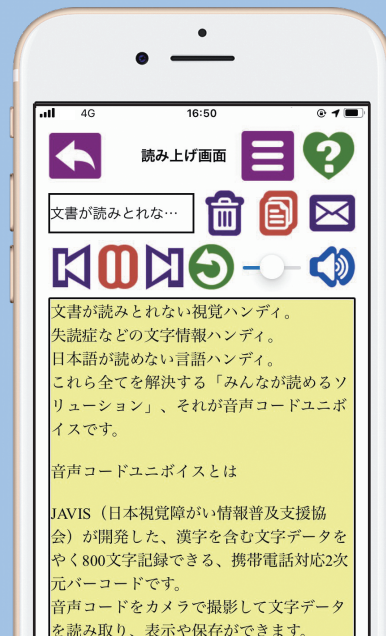 4G 16:50
読み上げ画面
?
文書が読みとれな…
文書が読みとれない視覚ハンディ。
失読症などの文字情報ハンディ。
日本語が読めない言語ハンディ。
これら全てを解決する「みんなが読めるソ
リューション」、それが音声コードユニボ
イスです。
音声コードユニボイスとは
JAVIS（日本視覚障がい情報普及支援協
会）が開発した、漢字を含む文字データを
やく800文字記録できる、携帯電話対応2次
元バーコードです。
音声コードをカメラで撮影して文字データ
を読み取り、表示や保存ができます。